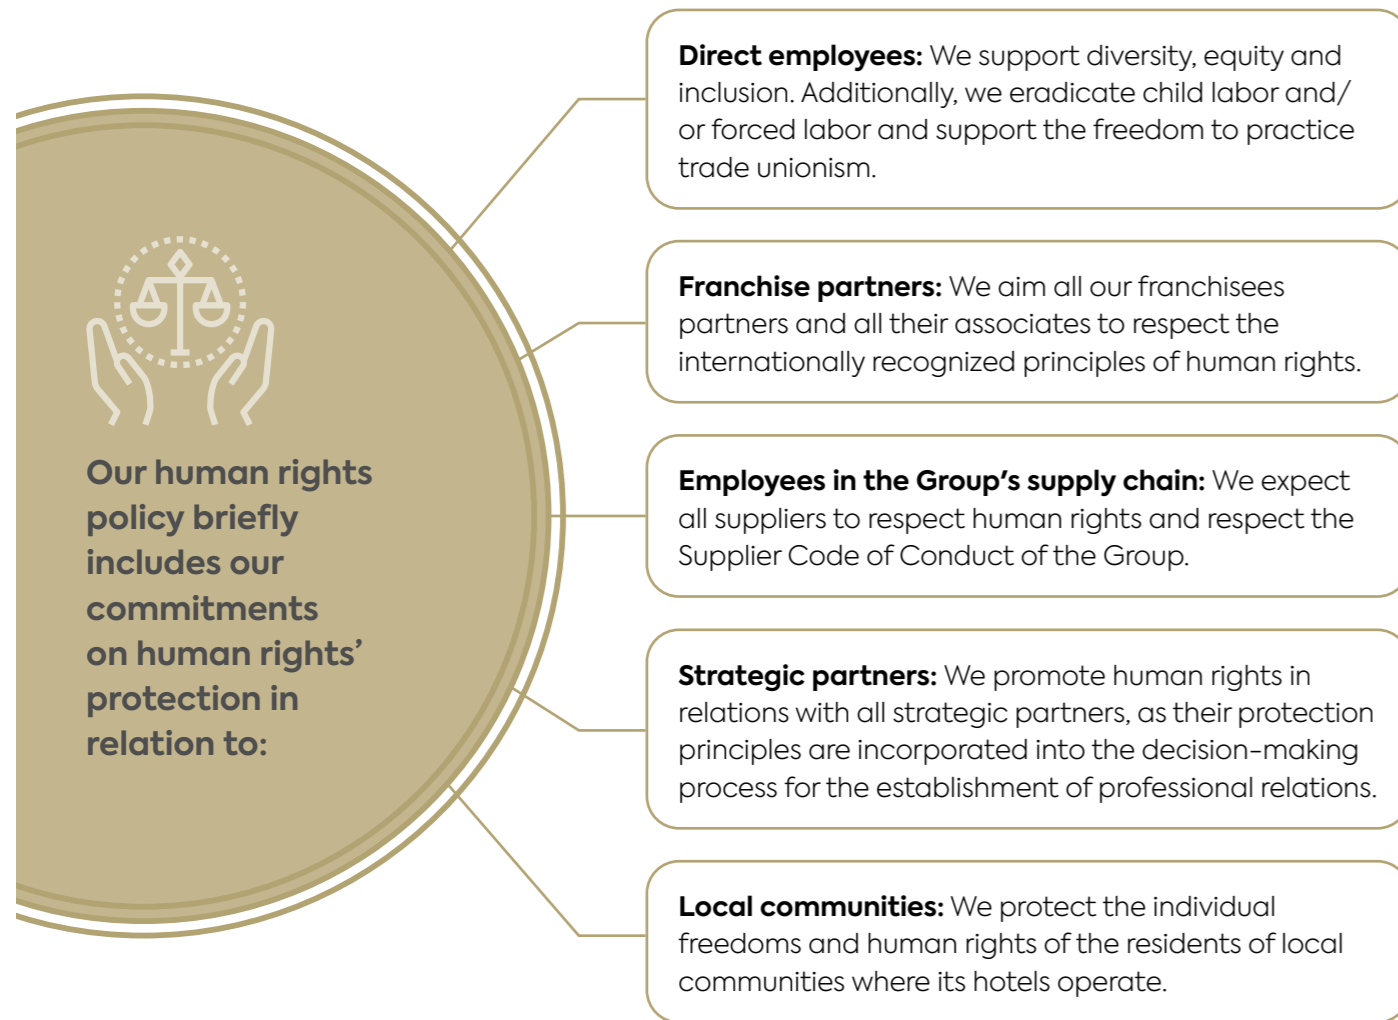 Our human rights
policy briefly
includes our
commitments
on human rights’
protection in
relation to:
Direct employees: We support diversity, equity and
inclusion. Additionally, we eradicate child labor and/
or forced labor and support the freedom to practice
trade unionism.
Franchise partners: We aim all our franchisees
partners and all their associates to respect the
internationally recognized principles of human rights.
Employees in the Group's supply chain: We expect
all suppliers to respect human rights and respect the
Supplier Code of Conduct of the Group.
Strategic partners: We promote human rights in
relations with all strategic partners, as their protection
principles are incorporated into the decision-making
process for the establishment of professional relations.
Local communities: We protect the individual
freedoms and human rights of the residents of local
communities where its hotels operate.